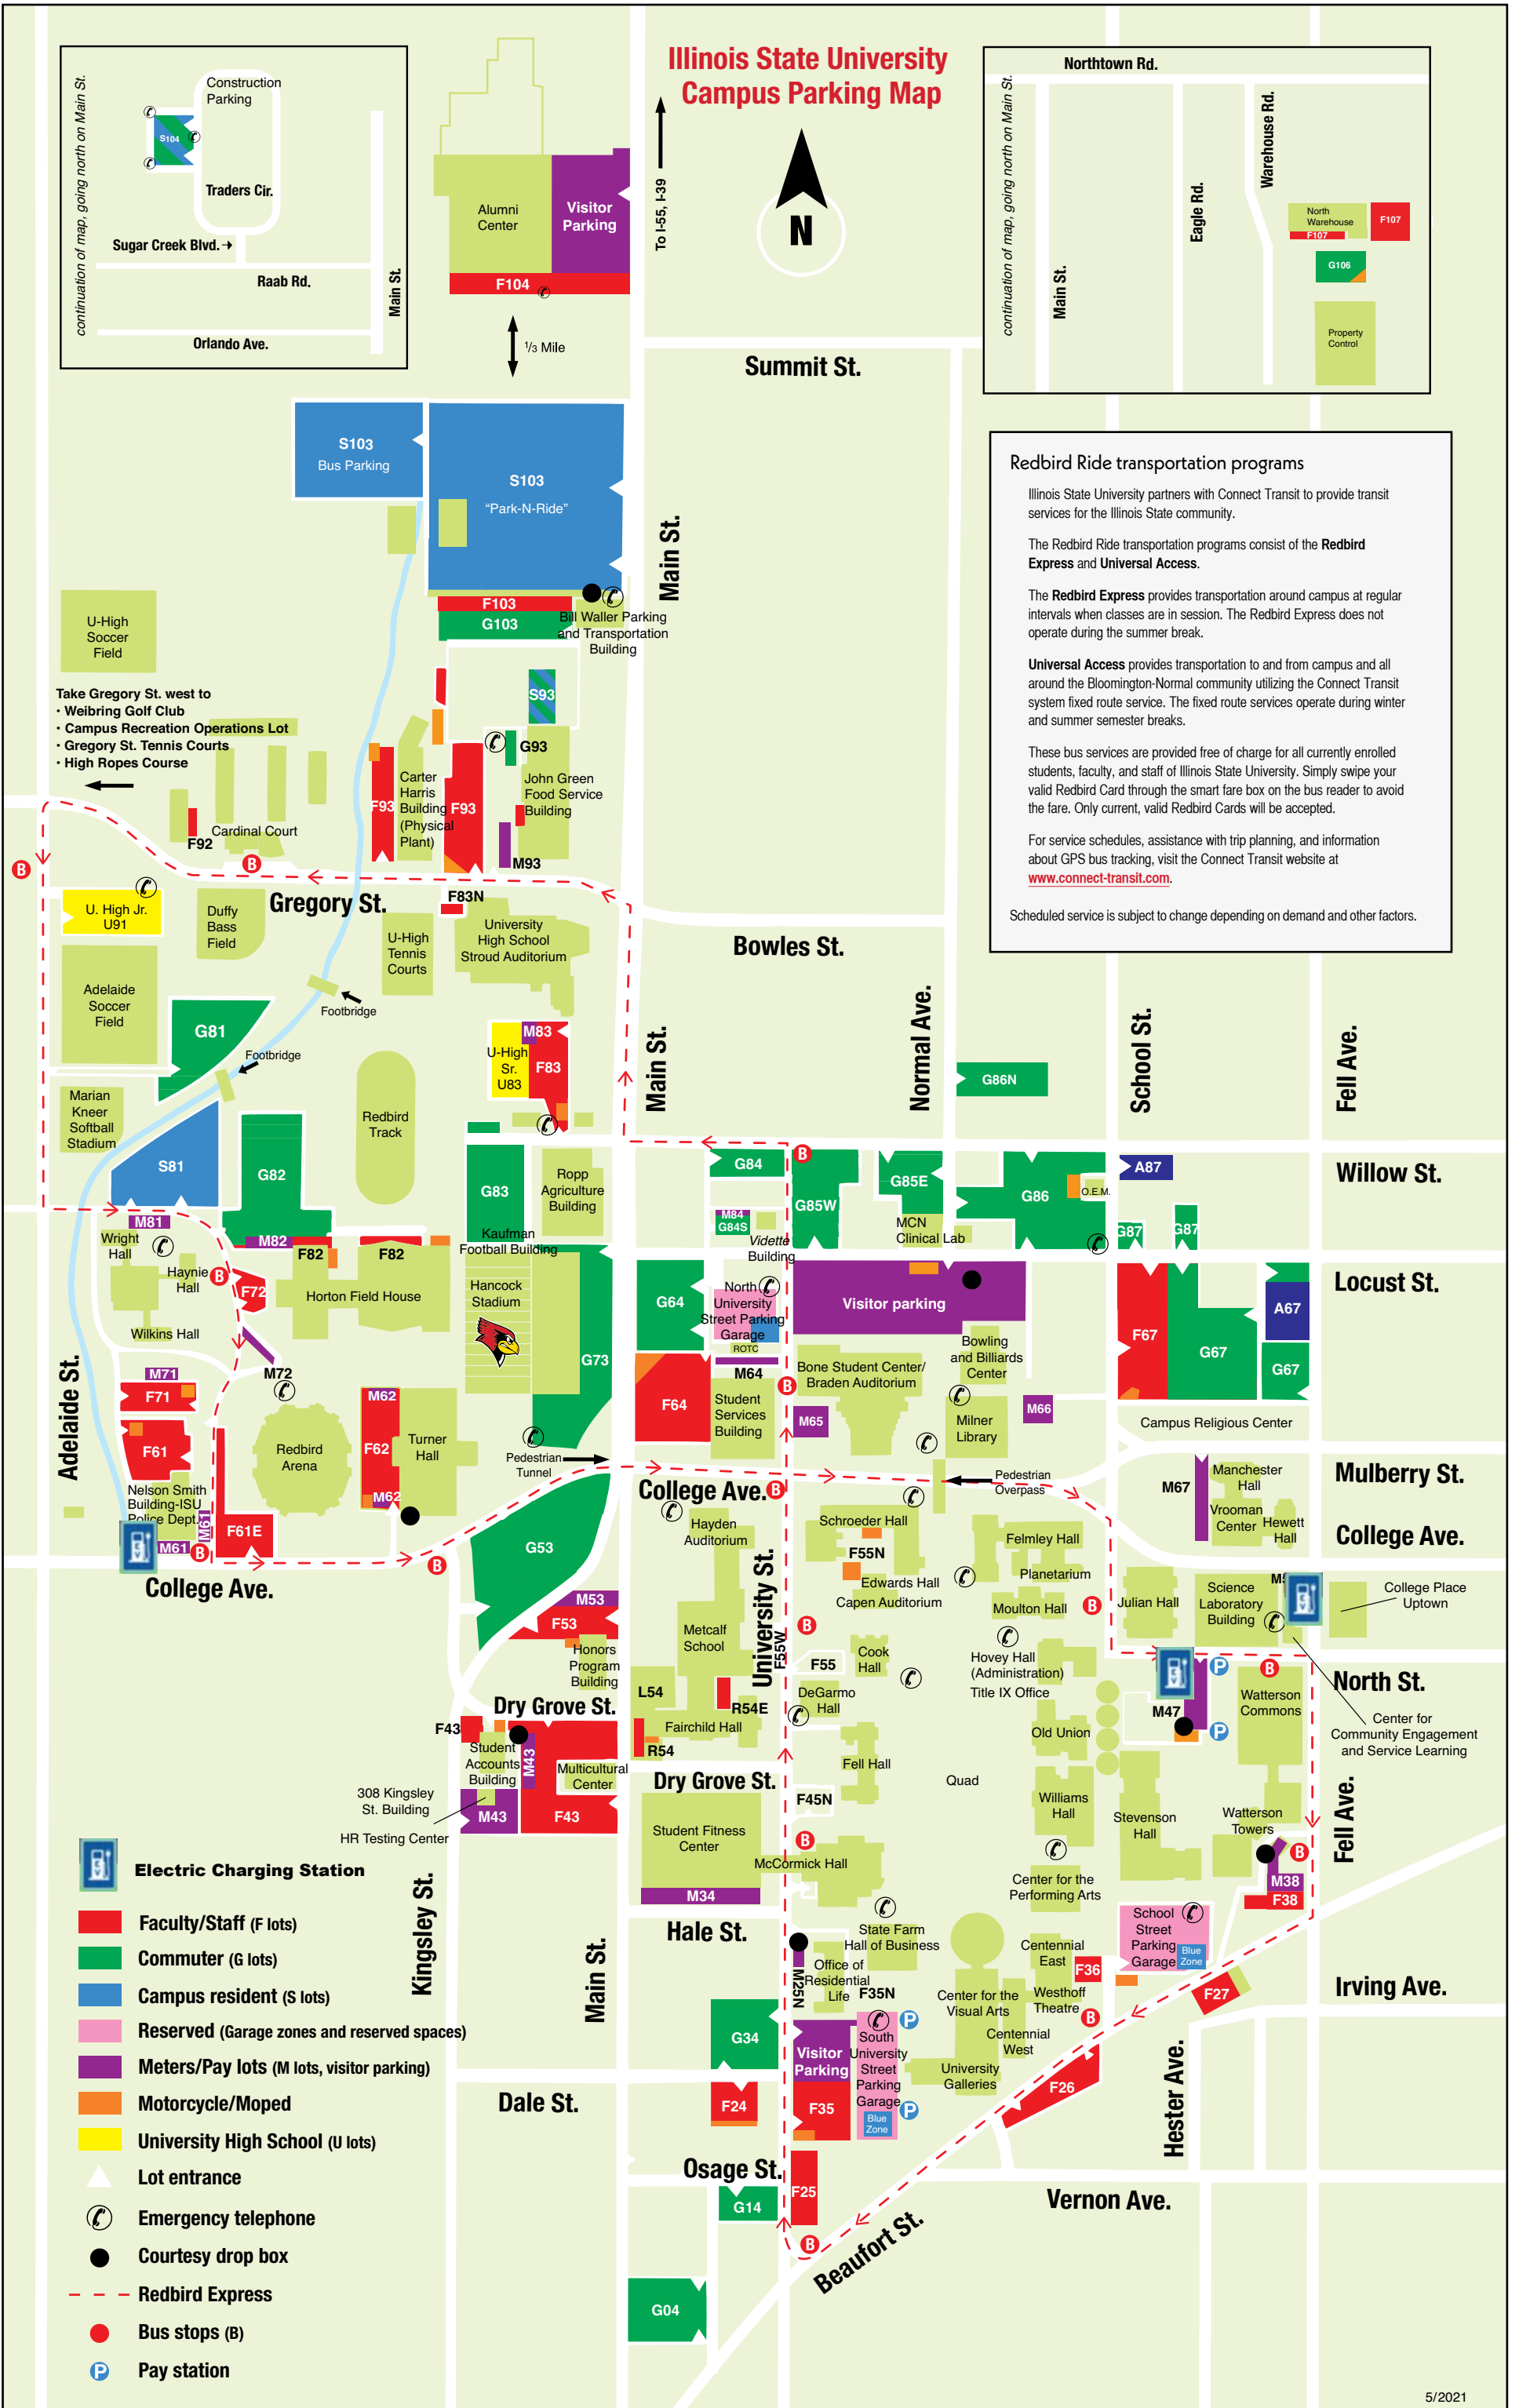 Illinois State University
Campus Parking Map
N
To I-55, I-39
continuation of map, going north on Main St.
Construction
Parking
S104
Traders Cir.
Sugar Creek Blvd.
Raab Rd.
Main St.
Orlando Ave.
Alumni
Center
Visitor
Parking
F104
1/3 Mile
Summit St.
continuation of map, going north on Main St.
Northtown Rd.
Main St.
Eagle Rd.
Warehouse Rd.
North
Warehouse
F107
F107
G106
Property
Control
Redbird Ride transportation programs
Illinois State University partners with Connect Transit to provide transit
services for the Illinois State community.
The Redbird Ride transportation programs consist of the Redbird
Express and Universal Access.
The Redbird Express provides transportation around campus at regular
intervals when classes are in session. The Redbird Express does not
operate during the summer break.
Universal Access provides transportation to and from campus and all
around the Bloomington-Normal community utilizing the Connect Transit
system fixed route service. The fixed route services operate during winter
and summer semester breaks.
These bus services are provided free of charge for all currently enrolled
students, faculty, and staff of Illinois State University. Simply swipe your
valid Redbird Card through the smart fare box on the bus reader to avoid
the fare. Only current, valid Redbird Cards will be accepted.
For service schedules, assistance with trip planning, and information
about GPS bus tracking, visit the Connect Transit website at
www.connect-transit.com.
Scheduled service is subject to change depending on demand and other factors.
S103
Bus Parking
S103
“Park-N-Ride”
Main St.
F103
G103
Bill Waller Parking
and Transportation
Building
U-High
Soccer
Field
Take Gregory St. west to
• Weibring Golf Club
• Campus Recreation Operations Lot
• Gregory St. Tennis Courts
• High Ropes Course
S93
G93
F93
Carter
Harris
Building
(Physical
Plant)
F93
John Green
Food Service
Building
M93
F92
Cardinal Court
B
B
Gregory St.
F83N
U. High Jr.
U91
Duffy
Bass
Field
U-High
Tennis
Courts
University
High School
Stroud Auditorium
Bowles St.
Adelaide
Soccer
Field
G81
Footbridge
Footbridge
M83
U-High
Sr.
U83
F83
Main St.
Normal Ave.
School St.
Fell Ave.
G86N
Marian
Kneer
Softball
Stadium
Redbird
Track
S81
G82
G83
Ropp
Agriculture
Building
G84
B
G85W
G85E
G86
O.E.M.
A87
Willow St.
M84
G84S
Vidette
Building
MCN
Clinical Lab
G87
G87
M81
Wright
Hall
Haynie
Hall
B
Wilkins Hall
M82
F82
F82
F72
Horton Field House
Kaufman
Football Building
Hancock
Stadium
G73
G64
North
University
Street Parking
Garage
ROTC
M64
Visitor parking
Locust St.
F67
G67
A67
G67
Bowling
and Billiards
Center
Bone Student Center/
Braden Auditorium
B
F64
Student
Services
Building
M65
Milner
Library
M66
Campus Religious Center
Adelaide St.
M71
F71
F61
M72
Redbird
Arena
M62
F62
M62
Turner
Hall
Pedestrian
Tunnel
Nelson Smith
Building-ISU
Police Dept.
M61
M61
F61E
B
College Ave.
B
G53
College Ave.
B
Pedestrian
Overpass
M67
Manchester
Hall
Vrooman
Center
Hewett
Hall
Mulberry St.
College Ave.
Hayden
Auditorium
Schroeder Hall
F55N
Edwards Hall
Capen Auditorium
Felmley Hall
Planetarium
Moulton Hall
B
Julian Hall
Science
Laboratory
Building
College Place
Uptown
M53
F53
Honors
Program
Building
Metcalf
School
University St.
F55W
B
F55
Cook
Hall
DeGarmo
Hall
Hovey Hall
(Administration)
Title IX Office
P
B
Watterson
Commons
North St.
Center for
Community Engagement
and Service Learning
L54
R54E
Fairchild Hall
R54
Dry Grove St.
F43
Student
Accounts
Building
M43
Multicultural
Center
F43
M43
308 Kingsley
St. Building
HR Testing Center
Dry Grove St.
Old Union
M47
P
Fell Hall
Quad
F45N
B
Student Fitness
Center
McCormick Hall
M34
Williams
Hall
Stevenson
Hall
Watterson
Towers
B
M38
F38
Fell Ave.
Center for the
Performing Arts
Hale St.
Kingsley St.
Main St.
State Farm
Hall of Business
Office of
Residential
Life
M25N
F35N
Centennial
East
F36
School
Street
Parking
Garage
Blue
Zone
F27
Irving Ave.
Center for the
Visual Arts
Westhoff
Theatre
B
Centennial
West
University
Galleries
G34
Visitor
Parking
South
University
Street
Parking
Garage
Blue
Zone
P
P
F26
Hester Ave.
Dale St.
F24
F35
Osage St.
G14
F25
B
Beaufort St.
Vernon Ave.
G04
EV
Electric Charging Station
Faculty/Staff (F lots)
Commuter (G lots)
Campus resident (S lots)
Reserved (Garage zones and reserved spaces)
Meters/Pay lots (M lots, visitor parking)
Motorcycle/Moped
University High School (U lots)
Lot entrance
Emergency telephone
Courtesy drop box
Redbird Express
Bus stops (B)
P
Pay station
5/2021